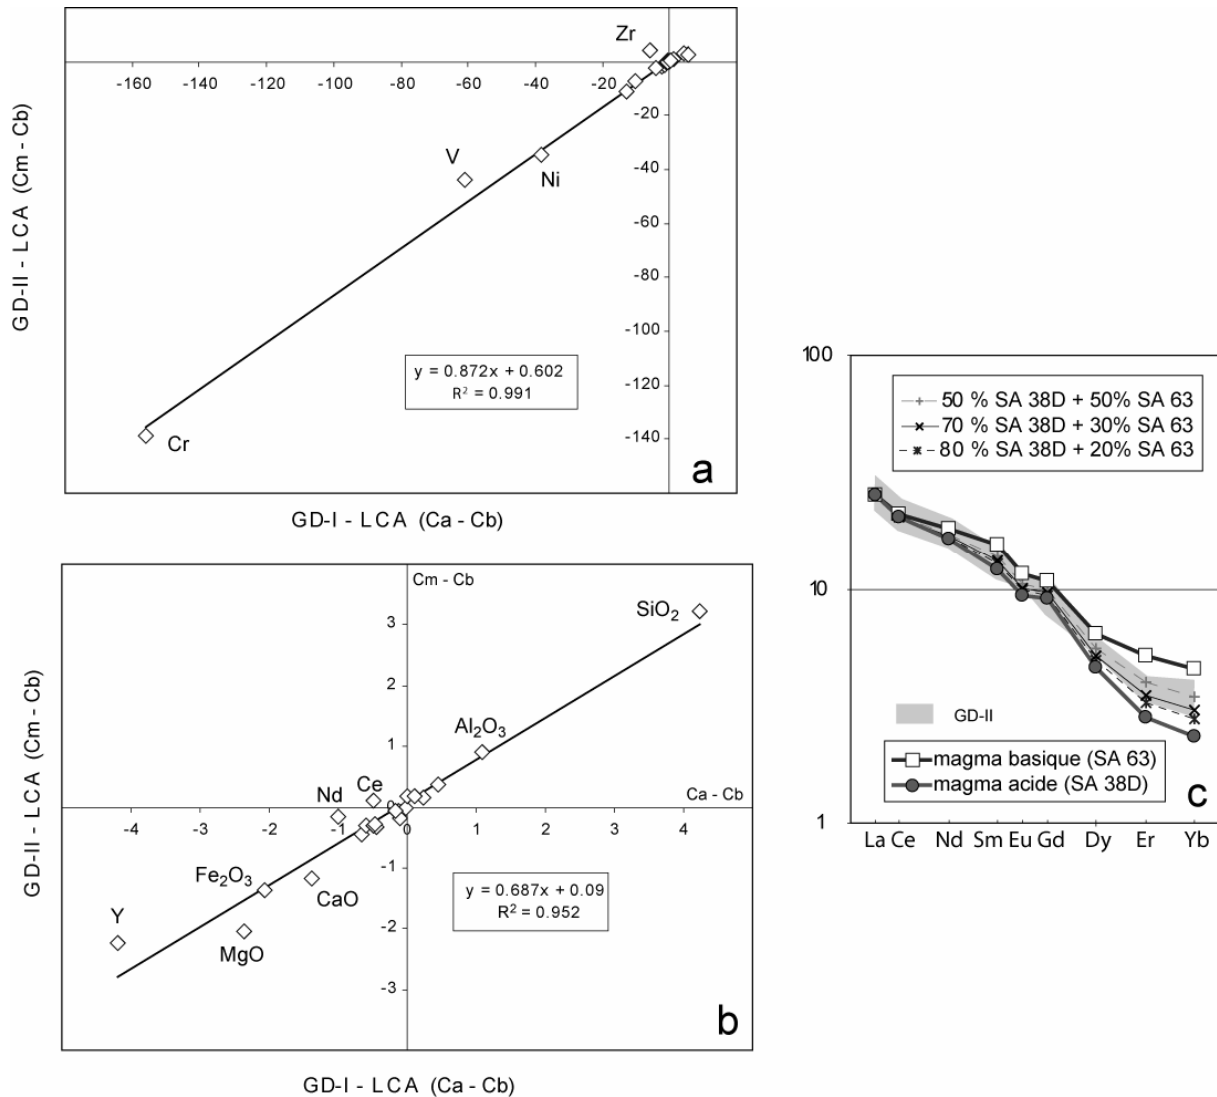 GD-II - LCA (Cm - Cb)
Zr
-160 -140 -120 -100 -80 -60 -40 -20
-20
-40
-60
-80
-100
-120
-140
V
Ni
Cr
y = 0.872x + 0.602
R² = 0.991
a
GD-I - LCA (Ca - Cb)
GD-II - LCA (Cm - Cb)
Cm - Cb
Ca - Cb
3
2
1
0
-1
-2
-3
-4 -3 -2 -1 0 1 2 3 4
SiO₂
Al₂O₃
Ce
Nd
Fe₂O₃
CaO
Y
MgO
y = 0.687x + 0.09
R² = 0.952
b
GD-I - LCA (Ca - Cb)
100
10
1
50 % SA 38D + 50% SA 63
70 % SA 38D + 30% SA 63
80 % SA 38D + 20% SA 63
GD-II
magma basique (SA 63)
magma acide (SA 38D)
c
La Ce Nd Sm Eu Gd Dy Er Yb